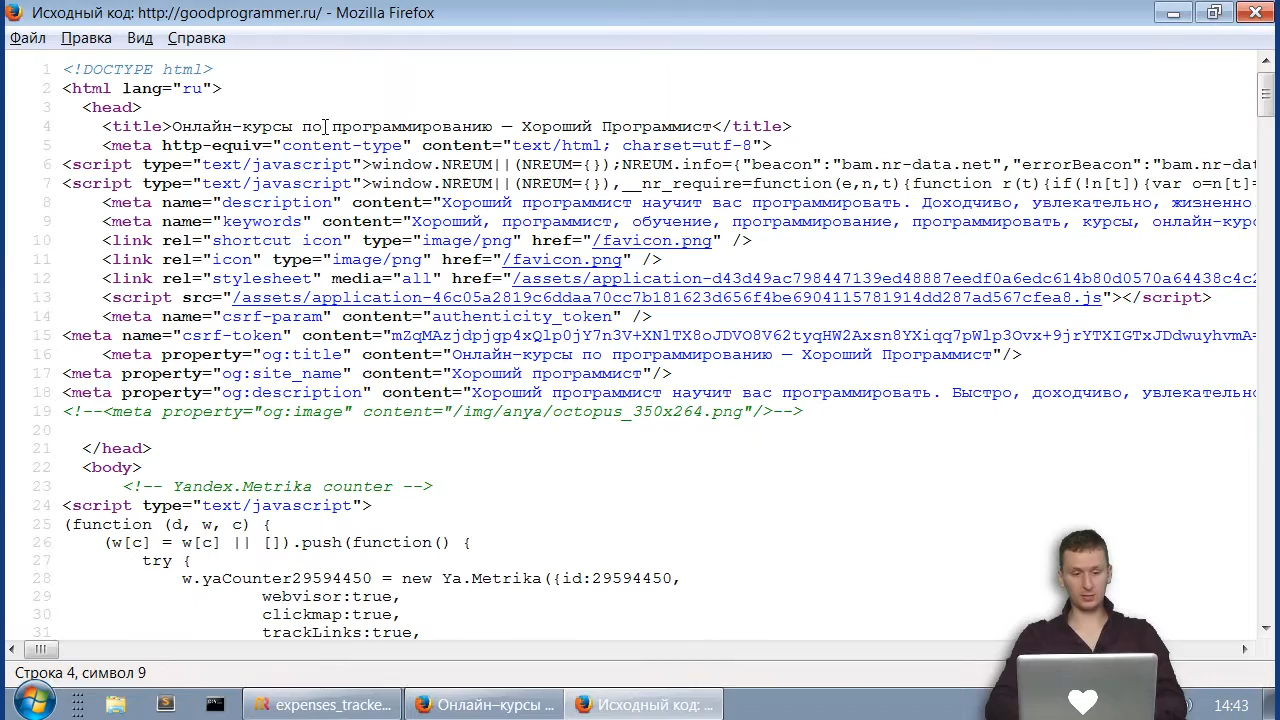 Исходный код: http://goodprogrammer.ru/ - Mozilla Firefox
Файл Правка Вид Справка
1 <!DOCTYPE html>
2 <html lang="ru">
3 <head>
4 <title>Онлайн-курсы по программированию — Хороший Программист</title>
5 <meta http-equiv="content-type" content="text/html; charset=utf-8">
6 <script type="text/javascript">window.NREUM||(NREUM={});NREUM.info={"beacon":"bam.nr-data.net","errorBeacon":"bam.nr-dat
7 <script type="text/javascript">window.NREUM||(NREUM={}),__nr_require=function(e,n,t){function r(t){if(!n[t]){var o=n[t]=
8 <meta name="description" content="Хороший программист научит вас программировать. Доходчиво, увлекательно, жизненно.
9 <meta name="keywords" content="Хороший, программист, обучение, программирование, программировать, курсы, онлайн-курс
10 <link rel="shortcut icon" type="image/png" href="/favicon.png" />
11 <link rel="icon" type="image/png" href="/favicon.png" />
12 <link rel="stylesheet" media="all" href="/assets/application-d43d49ac798447139ed48887eedf0a6edc614b80d0570a64438c4c2
13 <script src="/assets/application-46c05a2819c6ddaa70cc7b181623d656f4be6904115781914dd287ad567cfea8.js"></script>
14 <meta name="csrf-param" content="authenticity_token" />
15 <meta name="csrf-token" content="mZqMAzjdpjgp4xQlp0jY7n3V+XNlTX8oJDVO8V62tyqHW2Axsn8YXiqq7pWlp3Ovx+9jrYTXIGTxJDdwuyhvmA=
16 <meta property="og:title" content="Онлайн-курсы по программированию — Хороший Программист"/>
17 <meta property="og:site_name" content="Хороший программист"/>
18 <meta property="og:description" content="Хороший программист научит вас программировать. Быстро, доходчиво, увлекательно
19 <!--<meta property="og:image" content="/img/anya/octopus_350x264.png"/>-->
20
21 </head>
22 <body>
23 <!-- Yandex.Metrika counter -->
24 <script type="text/javascript">
25 (function (d, w, c) {
26 (w[c] = w[c] || []).push(function() {
27 try {
28 w.yaCounter29594450 = new Ya.Metrika({id:29594450,
29 webvisor:true,
30 clickmap:true,
31 trackLinks:true,
Строка 4, символ 9
expenses_tracke... Онлайн-курсы ... Исходный код: ... 14:43